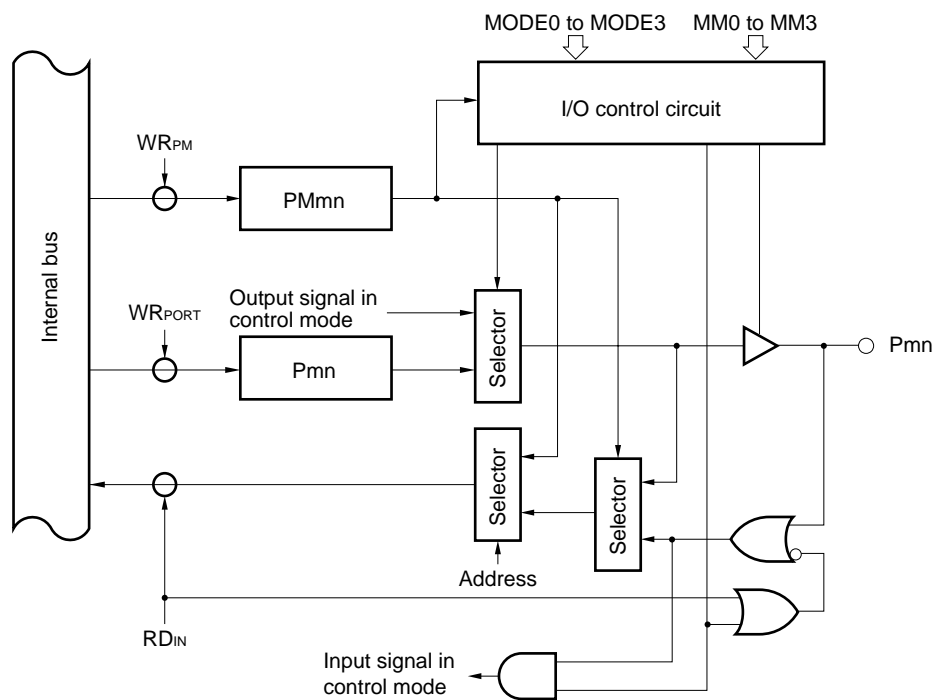 MODE0 to MODE3
MM0 to MM3
I/O control circuit
WRPM
PMmn
Internal bus
Output signal in
control mode
WRPORT
Selector
Pmn
Pmn
Selector
Selector
Address
RDIN
Input signal in
control mode